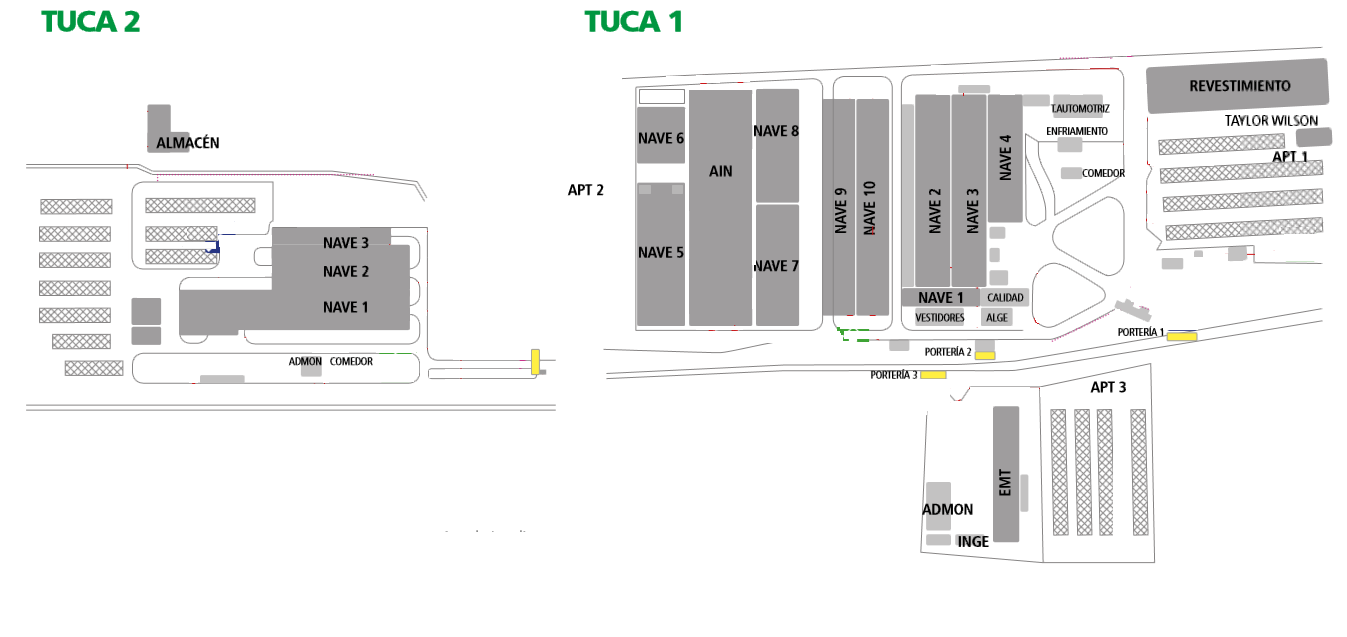 TUCA 2
TUCA 1
ALMACÉN
NAVE 3
NAVE 2
NAVE 1
ADMON
COMEDOR
APT 2
NAVE 6
AIN
NAVE 8
NAVE 5
NAVE 7
NAVE 9
NAVE 10
NAVE 2
NAVE 3
NAVE 4
NAVE 1
CALIDAD
VESTIDORES
ALGE
T.AUTOMOTRIZ
ENFRIAMIENTO
COMEDOR
REVESTIMIENTO
TAYLOR WILSON
APT 1
PORTERÍA 1
PORTERÍA 2
PORTERÍA 3
APT 3
EMT
ADMON
INGE